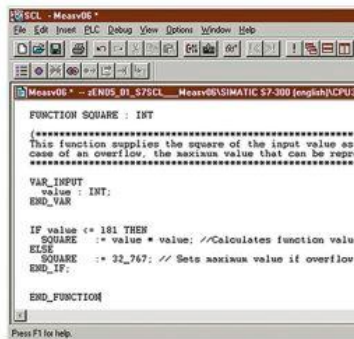 SCL - Measv06 *
File Edit Insert PLC Debug View Options Window Help
Measv06 * -- zEN05_01_S7SCL___Measv06\SIMATIC S7-300 (english)\CPU3
FUNCTION SQUARE : INT
(*******************************************
This function supplies the square of the input value as
case of an overflow, the maximum value that can be repr
********************************************
VAR_INPUT
value : INT;
END_VAR
IF value <= 181 THEN
SQUARE := value * value; //Calculates function valu
ELSE
SQUARE := 32_767; // Sets maximum value if overflow
END_IF;
END_FUNCTION
Press F1 for help.